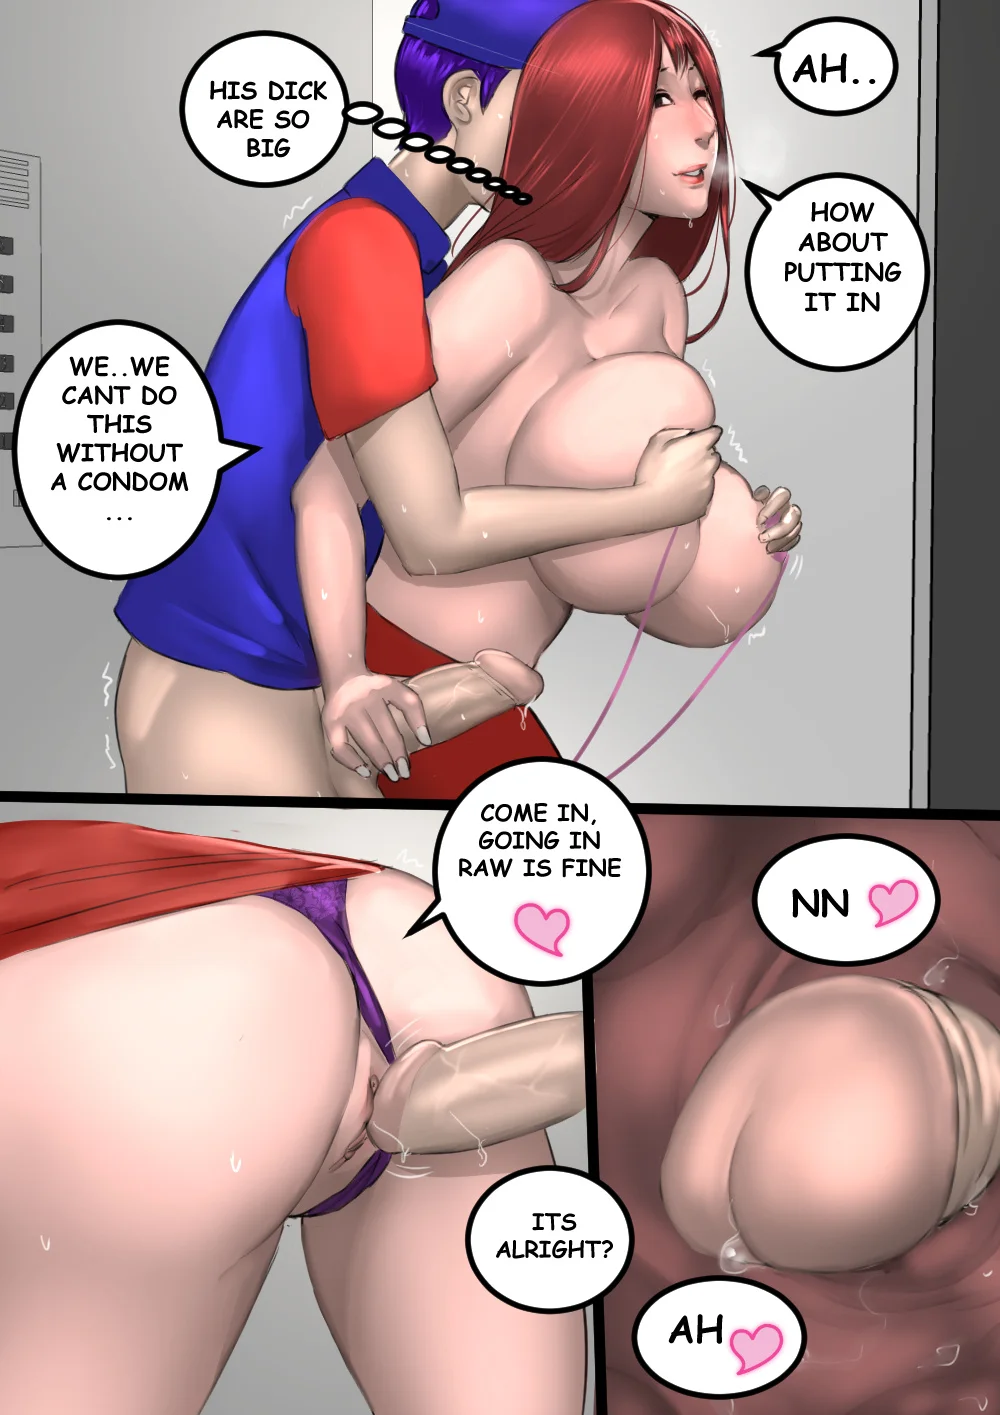 HIS DICK
ARE SO
BIG
AH..
HOW
ABOUT
PUTTING
IT IN
WE..WE
CANT DO
THIS
WITHOUT
A CONDOM
...
COME IN,
GOING IN
RAW IS FINE
NN
ITS
ALRIGHT?
AH